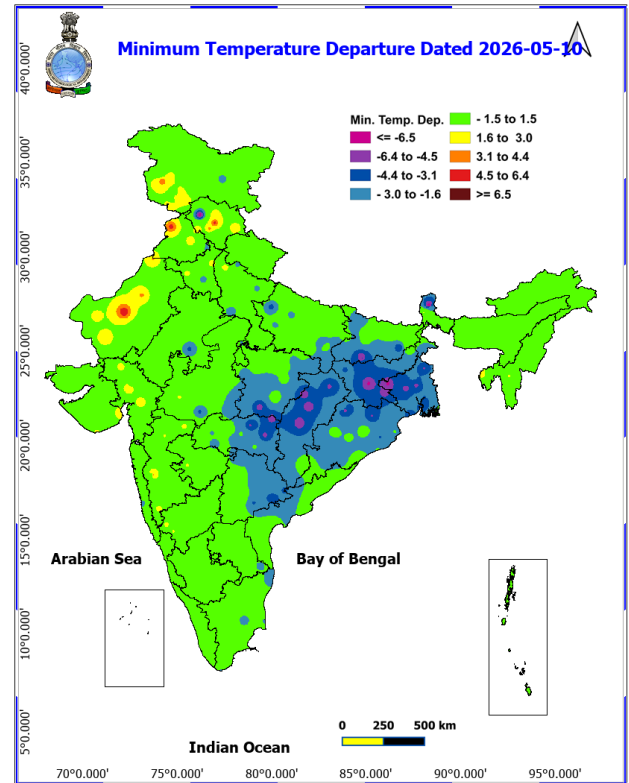 Minimum Temperature Departure Dated 2026-05-10
40°0.000'
35°0.000'
30°0.000'
25°0.000'
20°0.000'
15°0.000'
10°0.000'
5°0.000'
Min. Temp. Dep.
<= -6.5
-6.4 to -4.5
-4.4 to -3.1
- 3.0 to -1.6
- 1.5 to 1.5
1.6 to 3.0
3.1 to 4.4
4.5 to 6.4
>= 6.5
Arabian Sea
Bay of Bengal
0 250 500 km
Indian Ocean
70°0.000' 75°0.000' 80°0.000' 85°0.000' 90°0.000' 95°0.000'